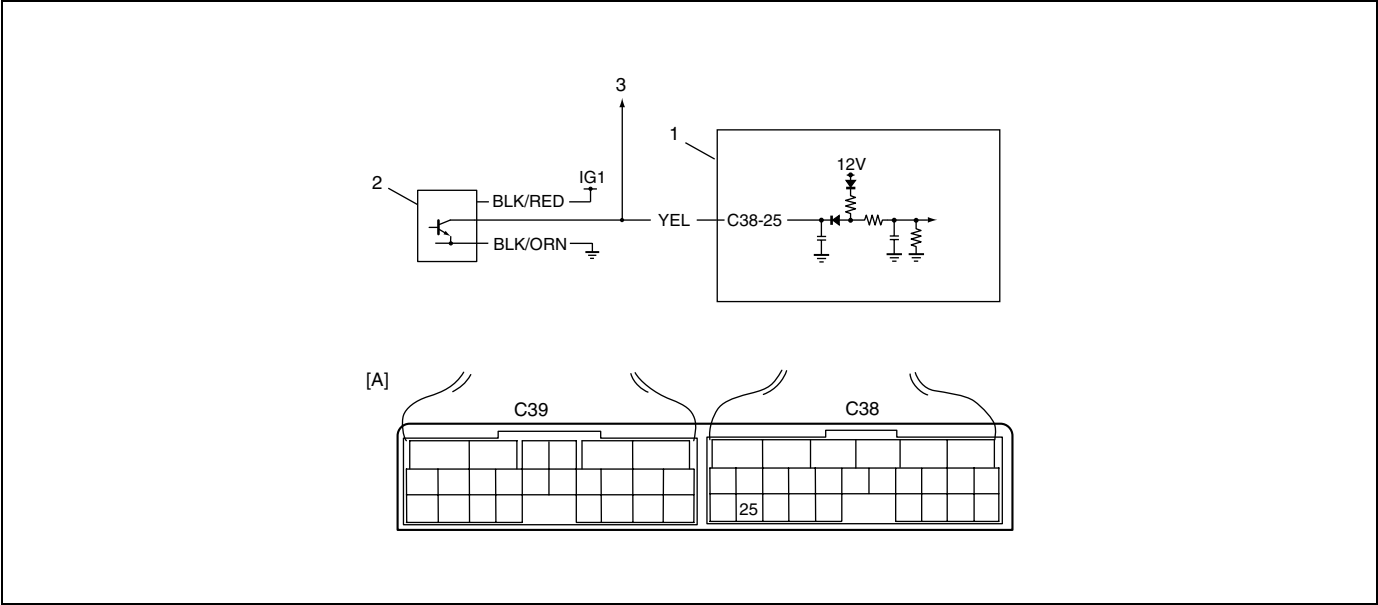 3
1
12V
2
IG1
BLK/RED
YEL
C38-25
BLK/ORN
[A]
C39
C38
25